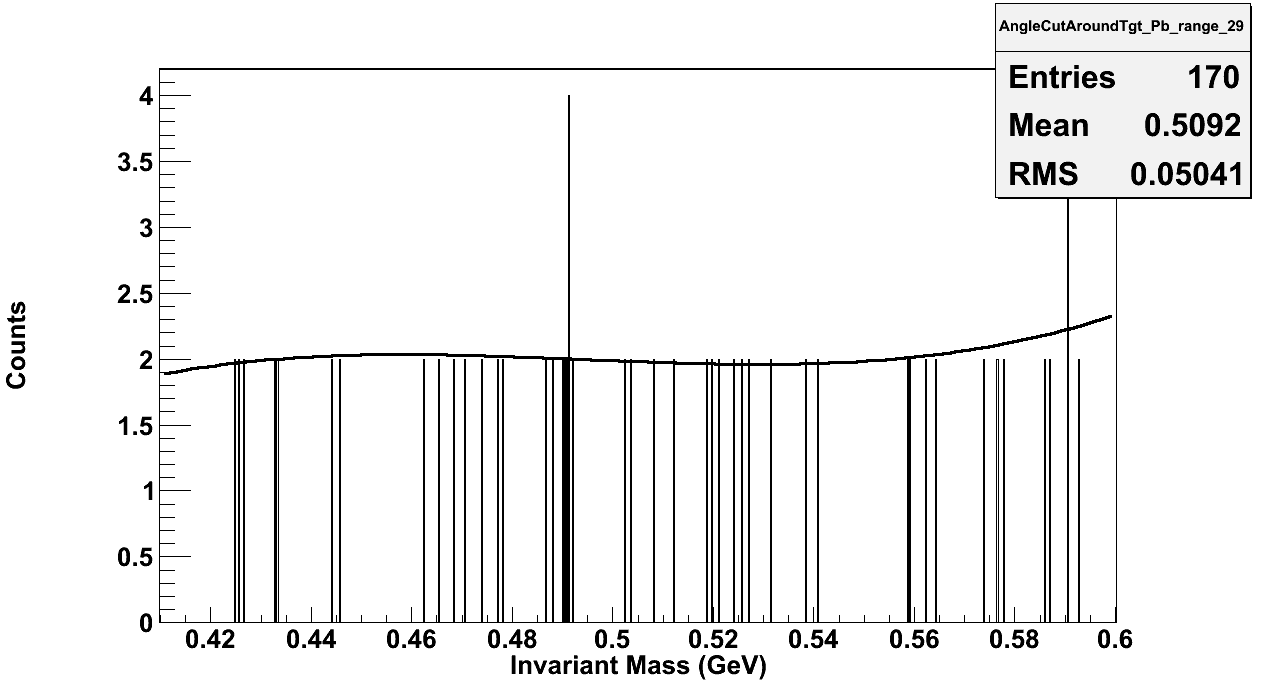 AngleCutAroundTgt_Pb_range_29
Entries 170
Mean 0.5092
RMS 0.05041
4
3.5
3
2.5
2
1.5
1
0.5
0
Counts
0.42 0.44 0.46 0.48 0.5 0.52 0.54 0.56 0.58 0.6
Invariant Mass (GeV)